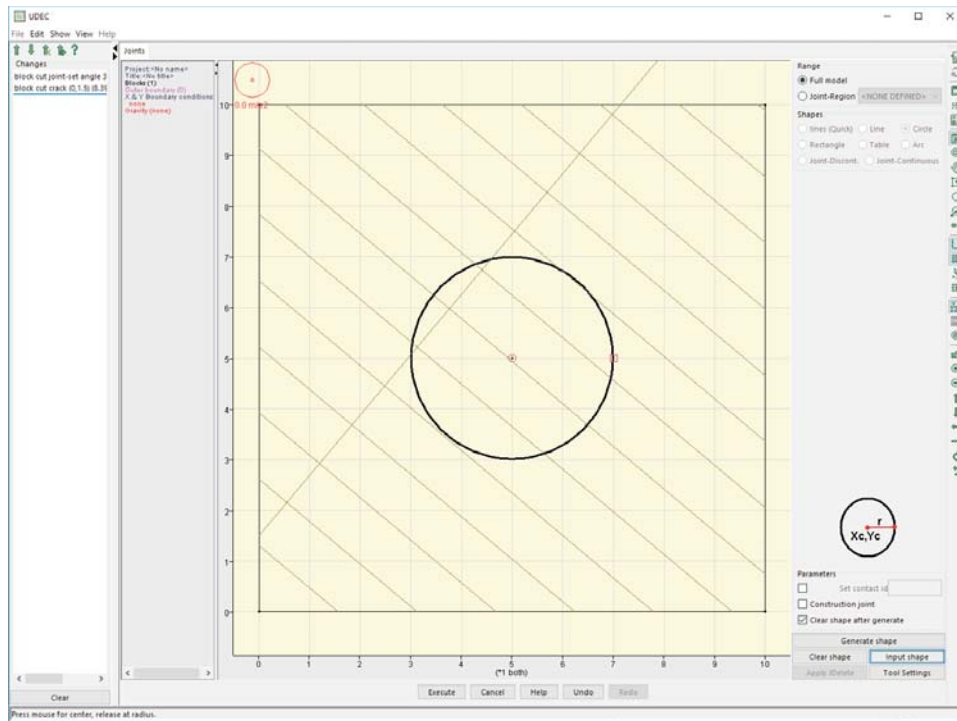 UDEC
File Edit Show View Help
Changes
block cut joint-set angle 3
block cut crack (0,1.5) (8.39
Clear
Joints
Project:<No name>
Title:<No title>
Blocks (1)
Outer boundary (0)
X & Y Boundary conditions
none
Gravity (none)
10
9
8
7
6
5
4
3
2
1
0
0 1 2 3 4 5 6 7 8 9 10
(*1 both)
Execute Cancel Help Undo Redo
Range
Full model
Joint-Region <NONE DEFINED>
Shapes
lines (Quick) Line Circle
Rectangle Table Arc
Joint-Discont. Joint-Continuous
r
Xc,Yc
Parameters
Set contact id
Construction joint
Clear shape after generate
Generate shape
Clear shape Input shape
Apply JDelete Tool Settings
Press mouse for center, release at radius.